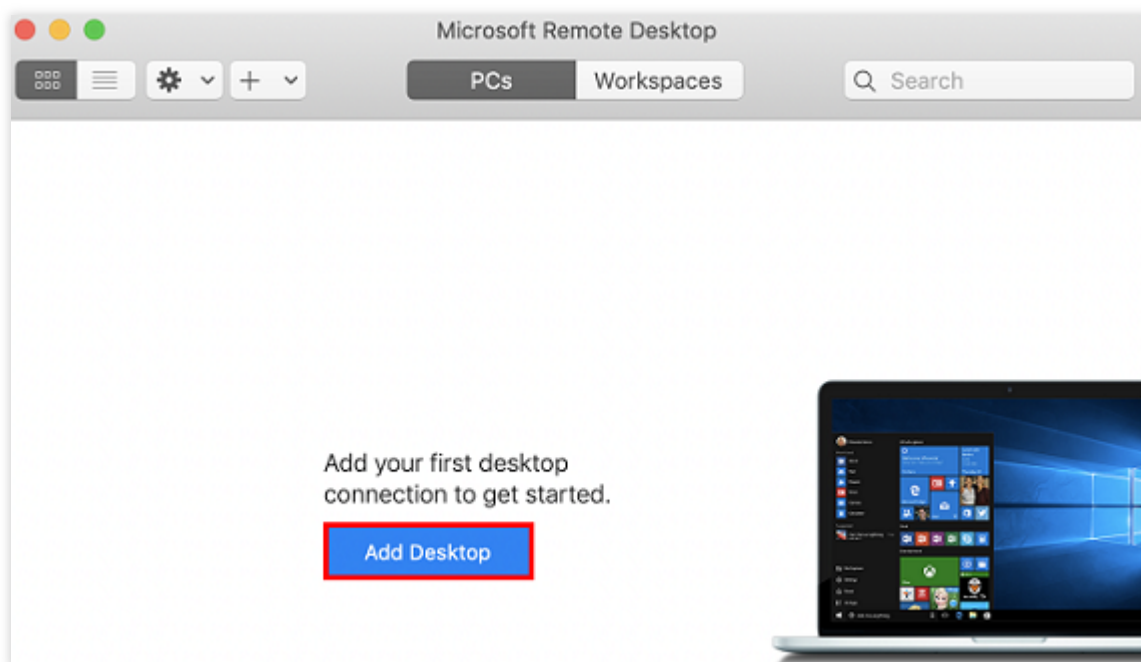 Microsoft Remote Desktop
PCs
Workspaces
Search
Add your first desktop
connection to get started.
Add Desktop